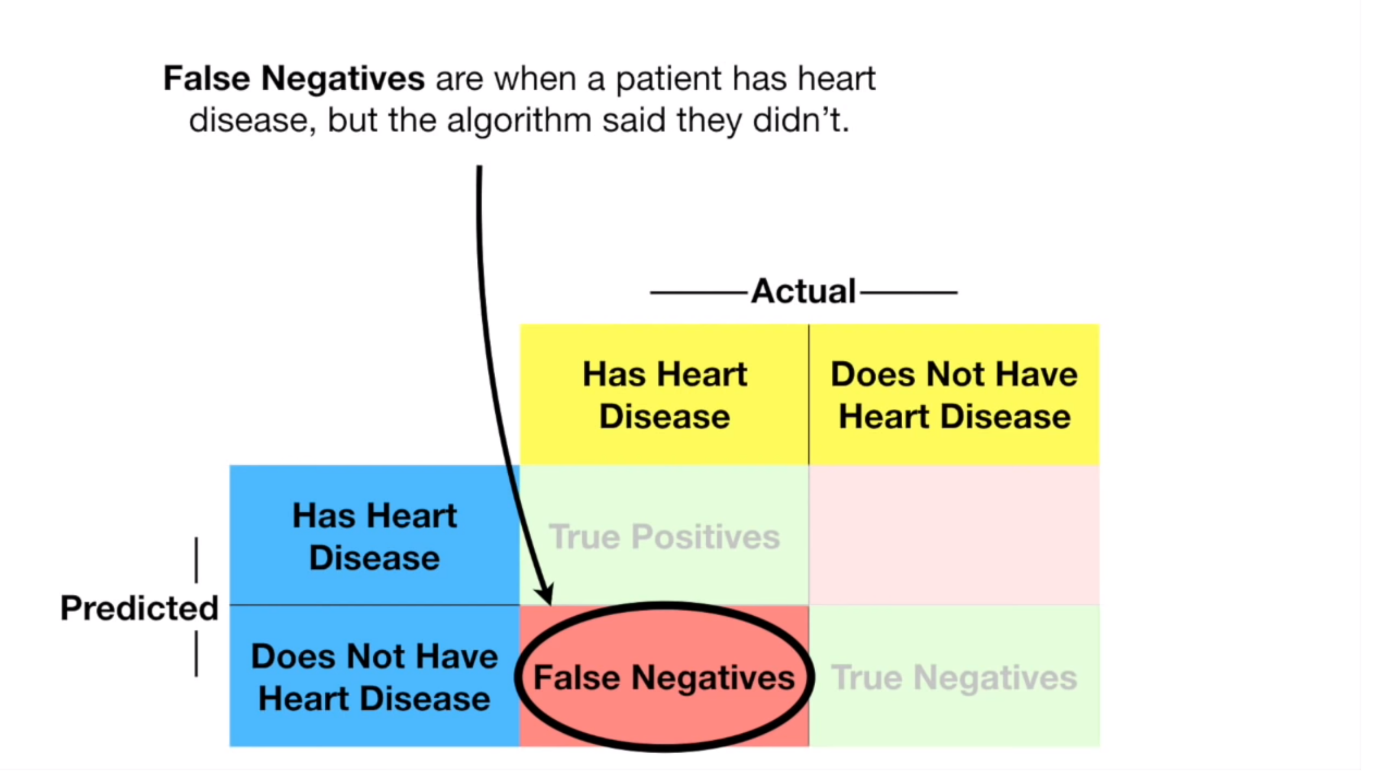 False Negatives are when a patient has heart
disease, but the algorithm said they didn't.
Actual
Has Heart
Disease
Does Not Have
Heart Disease
Has Heart
Disease
True Positives
Predicted
Does Not Have
Heart Disease
False Negatives
True Negatives